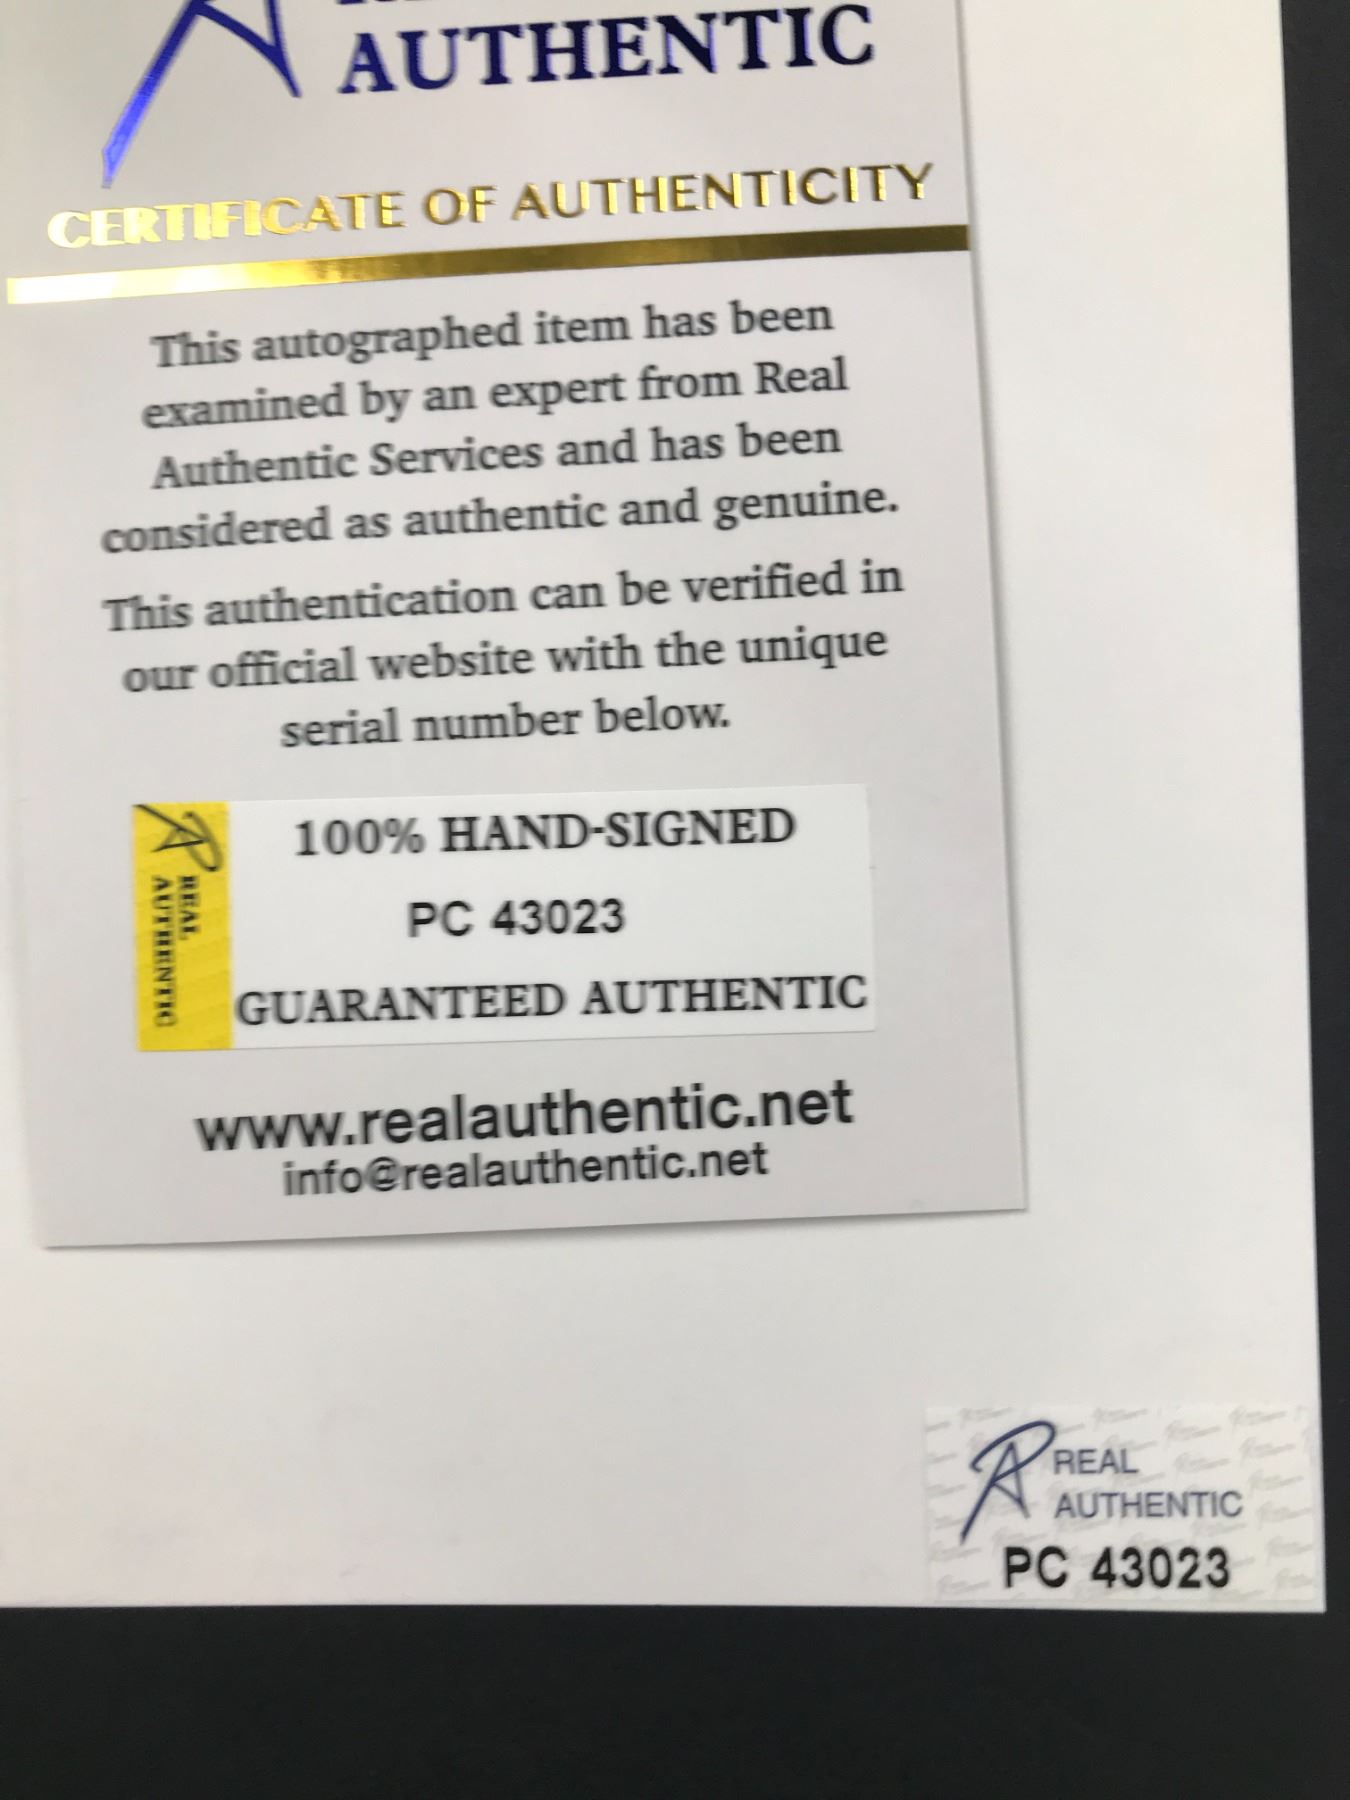 AUTHENTIC
CERTIFICATE OF AUTHENTICITY
This autographed item has been
examined by an expert from Real
Authentic Services and has been
considered as authentic and genuine.
This authentication can be verified in
our official website with the unique
serial number below.
REAL
AUTHENTIC
100% HAND-SIGNED
PC 43023
GUARANTEED AUTHENTIC
www.realauthentic.net
info@realauthentic.net
REAL
AUTHENTIC
PC 43023